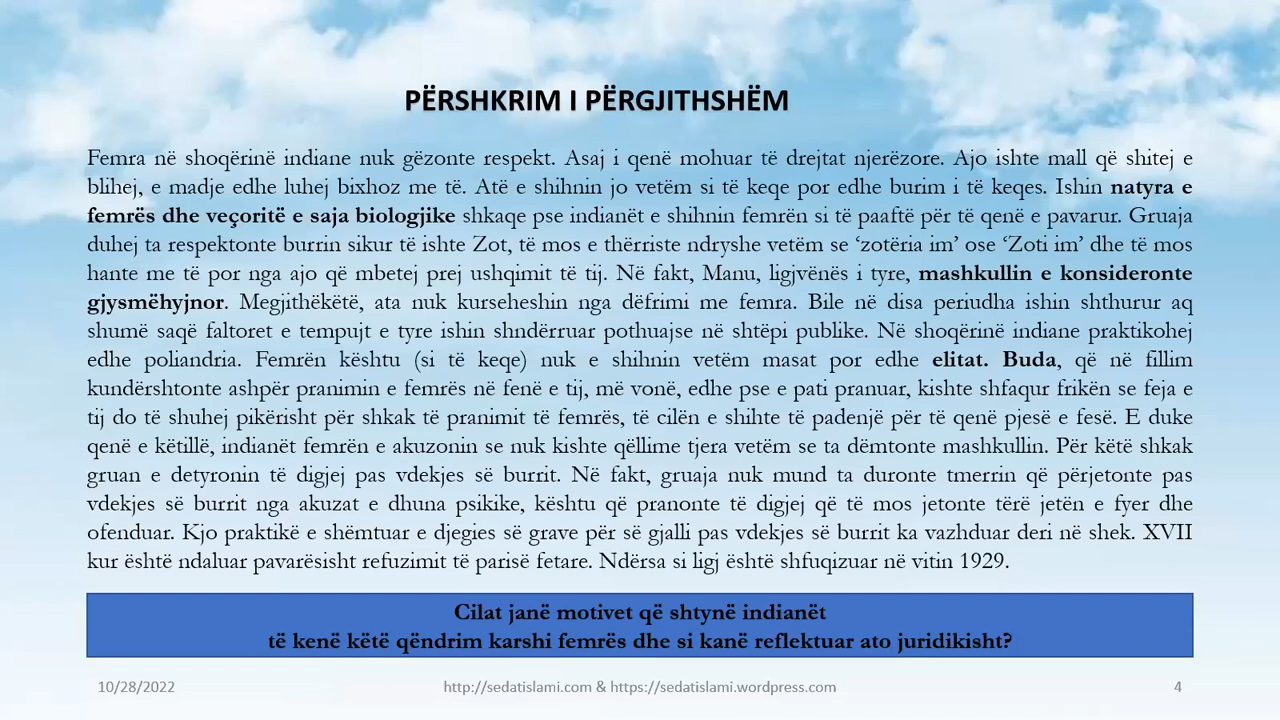 PËRSHKRIM I PËRGJITHSHËM
Femra në shoqërinë indiane nuk gëzonte respekt. Asaj i qenë mohuar të drejtat njerëzore. Ajo ishte mall që shitej e
blihej, e madje edhe luhej bixhoz me të. Atë e shihnin jo vetëm si të keqe por edhe burim i të keqes. Ishin natyra e
femrës dhe veçoritë e saja biologjike shkaqe pse indianët e shihnin femrën si të paaftë për të qenë e pavarur. Gruaja
duhej ta respektonte burrin sikur të ishte Zot, të mos e thërriste ndryshe vetëm se ‘zotëria im’ ose ‘Zoti im’ dhe të mos
hante me të por nga ajo që mbetej prej ushqimit të tij. Në fakt, Manu, ligjvënës i tyre, mashkullin e konsideronte
gjysmëhyjnor. Megjithëkëtë, ata nuk kurseheshin nga dëfrimi me femra. Bile në disa periudha ishin shthurur aq
shumë saqë faltoret e tempujt e tyre ishin shndërruar pothuajse në shtëpi publike. Në shoqërinë indiane praktikohej
edhe poliandria. Femrën kështu (si të keqe) nuk e shihnin vetëm masat por edhe elitat. Buda, që në fillim
kundërshtonte ashpër pranimin e femrës në fenë e tij, më vonë, edhe pse e pati pranuar, kishte shfaqur frikën se feja e
tij do të shuhej pikërisht për shkak të pranimit të femrës, të cilën e shihte të padenjë për të qenë pjesë e fesë. E duke
qenë e këtillë, indianët femrën e akuzonin se nuk kishte qëllime tjera vetëm se ta dëmtonte mashkullin. Për këtë shkak
gruan e detyronin të digjej pas vdekjes së burrit. Në fakt, gruaja nuk mund ta duronte tmerrin që përjetonte pas
vdekjes së burrit nga akuzat e dhuna psikike, kështu që pranonte të digjej që të mos jetonte tërë jetën e fyer dhe
ofenduar. Kjo praktikë e shëmtuar e djegies së grave për së gjalli pas vdekjes së burrit ka vazhduar deri në shek. XVII
kur është ndaluar pavarësisht refuzimit të parisë fetare. Ndërsa si ligj është shfuqizuar në vitin 1929.
Cilat janë motivet që shtynë indianët
të kenë këtë qëndrim karshi femrës dhe si kanë reflektuar ato juridikisht?
10/28/2022
http://sedatislami.com & https://sedatislami.wordpress.com
4